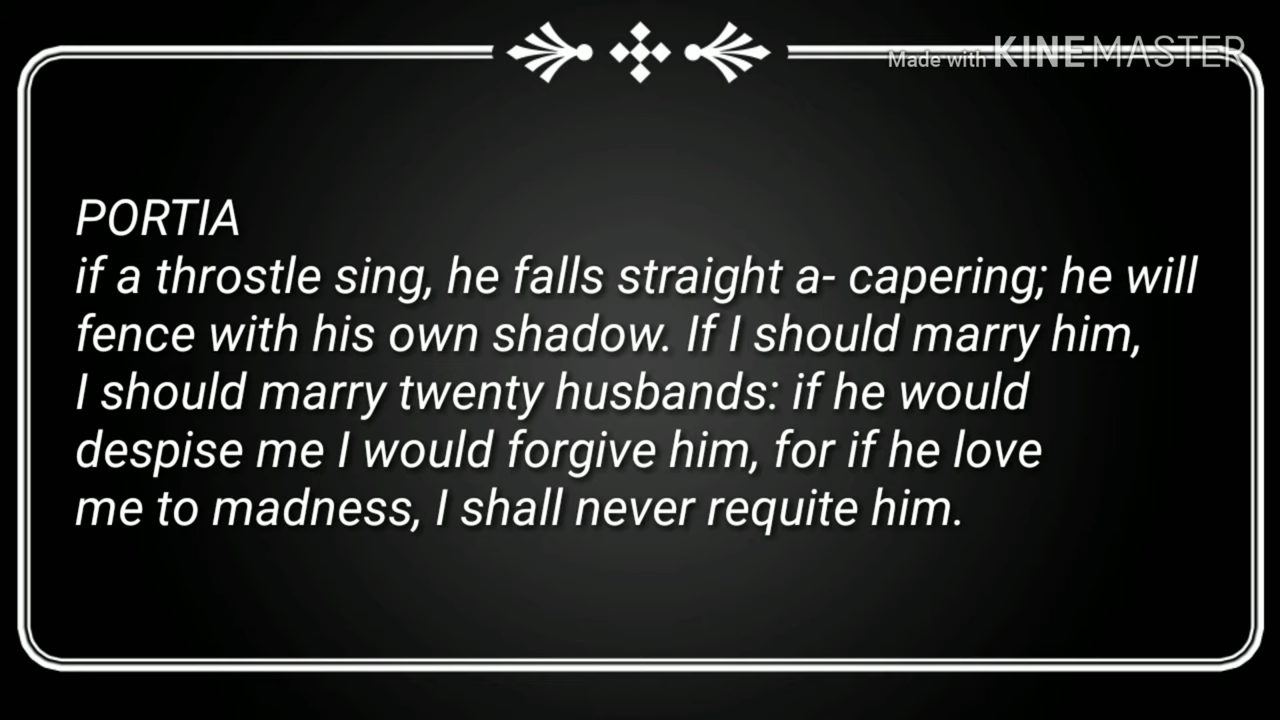 Made with KINEMASTER
PORTIA
if a throstle sing, he falls straight a- capering; he will
fence with his own shadow. If I should marry him,
I should marry twenty husbands: if he would
despise me I would forgive him, for if he love
me to madness, I shall never requite him.